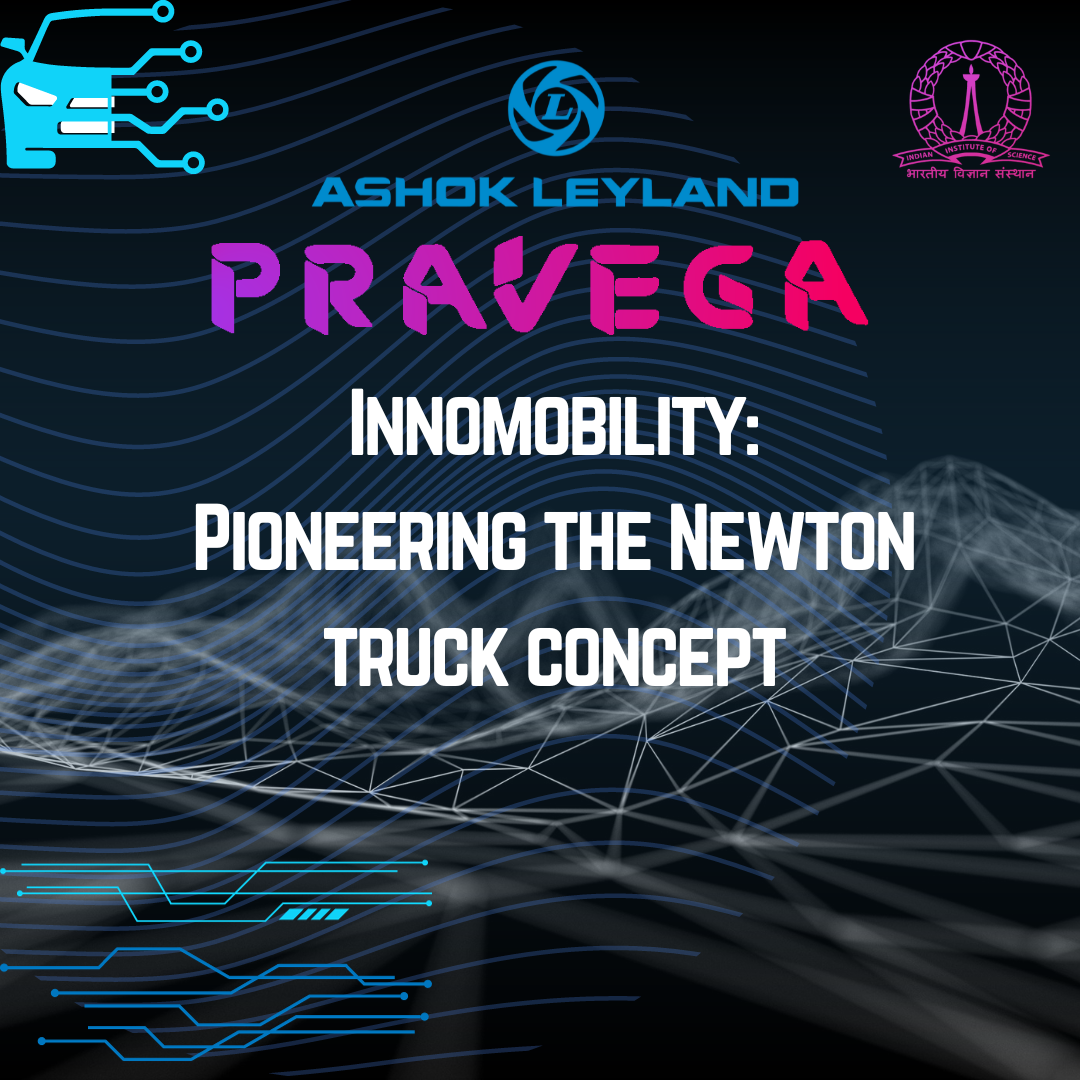 L
ASHOK LEYLAND
INDIAN INSTITUTE OF SCIENCE
भारतीय विज्ञान संस्थान
PRAVEGA
INNOMOBILITY:
PIONEERING THE NEWTON
TRUCK CONCEPT